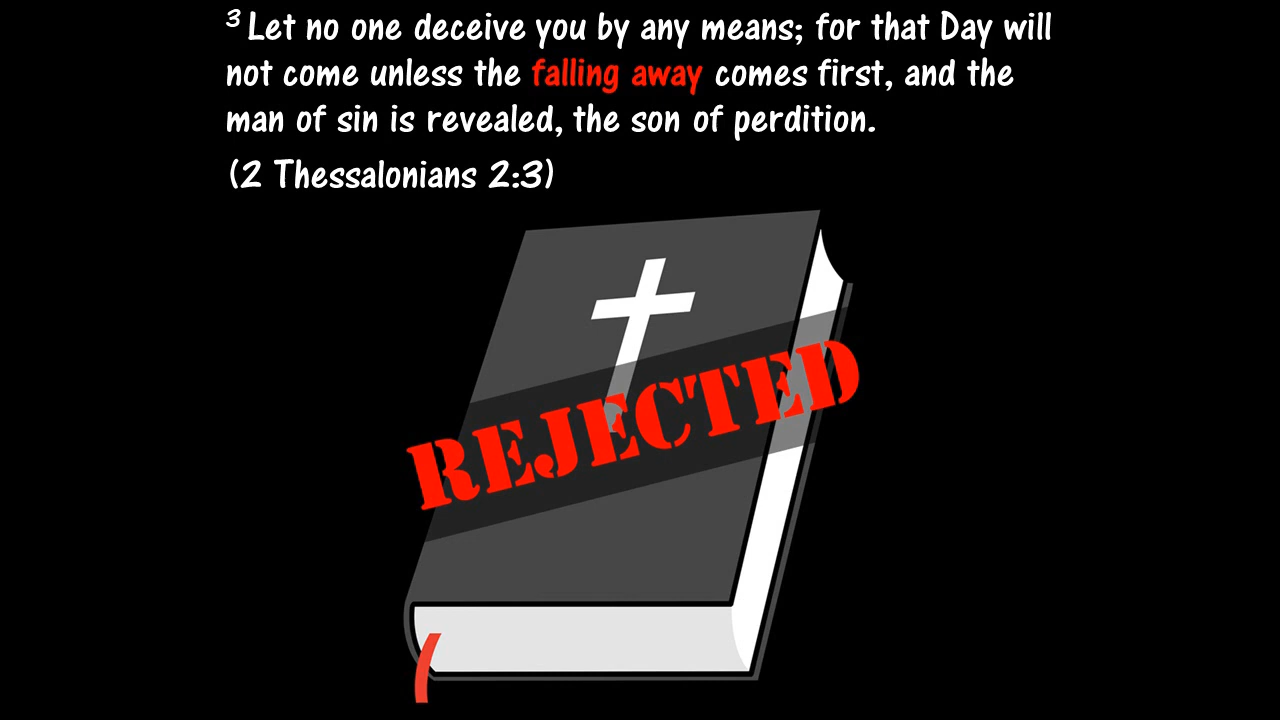 3 Let no one deceive you by any means; for that Day will
not come unless the falling away comes first, and the
man of sin is revealed, the son of perdition.
(2 Thessalonians 2:3)
REJECTED